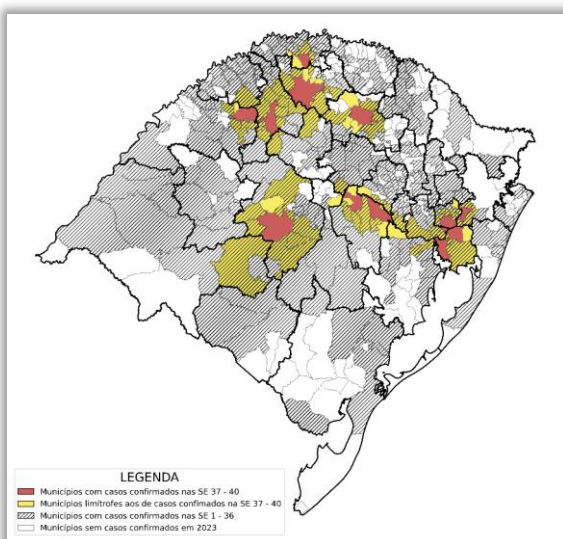 LEGENDA
Municípios com casos confirmados nas SE 37 - 40
Municípios limítrofes aos de casos confimados na SE 37 - 40
Municípios com casos confirmados nas SE 1 - 36
Municípios sem casos confirmados em 2023